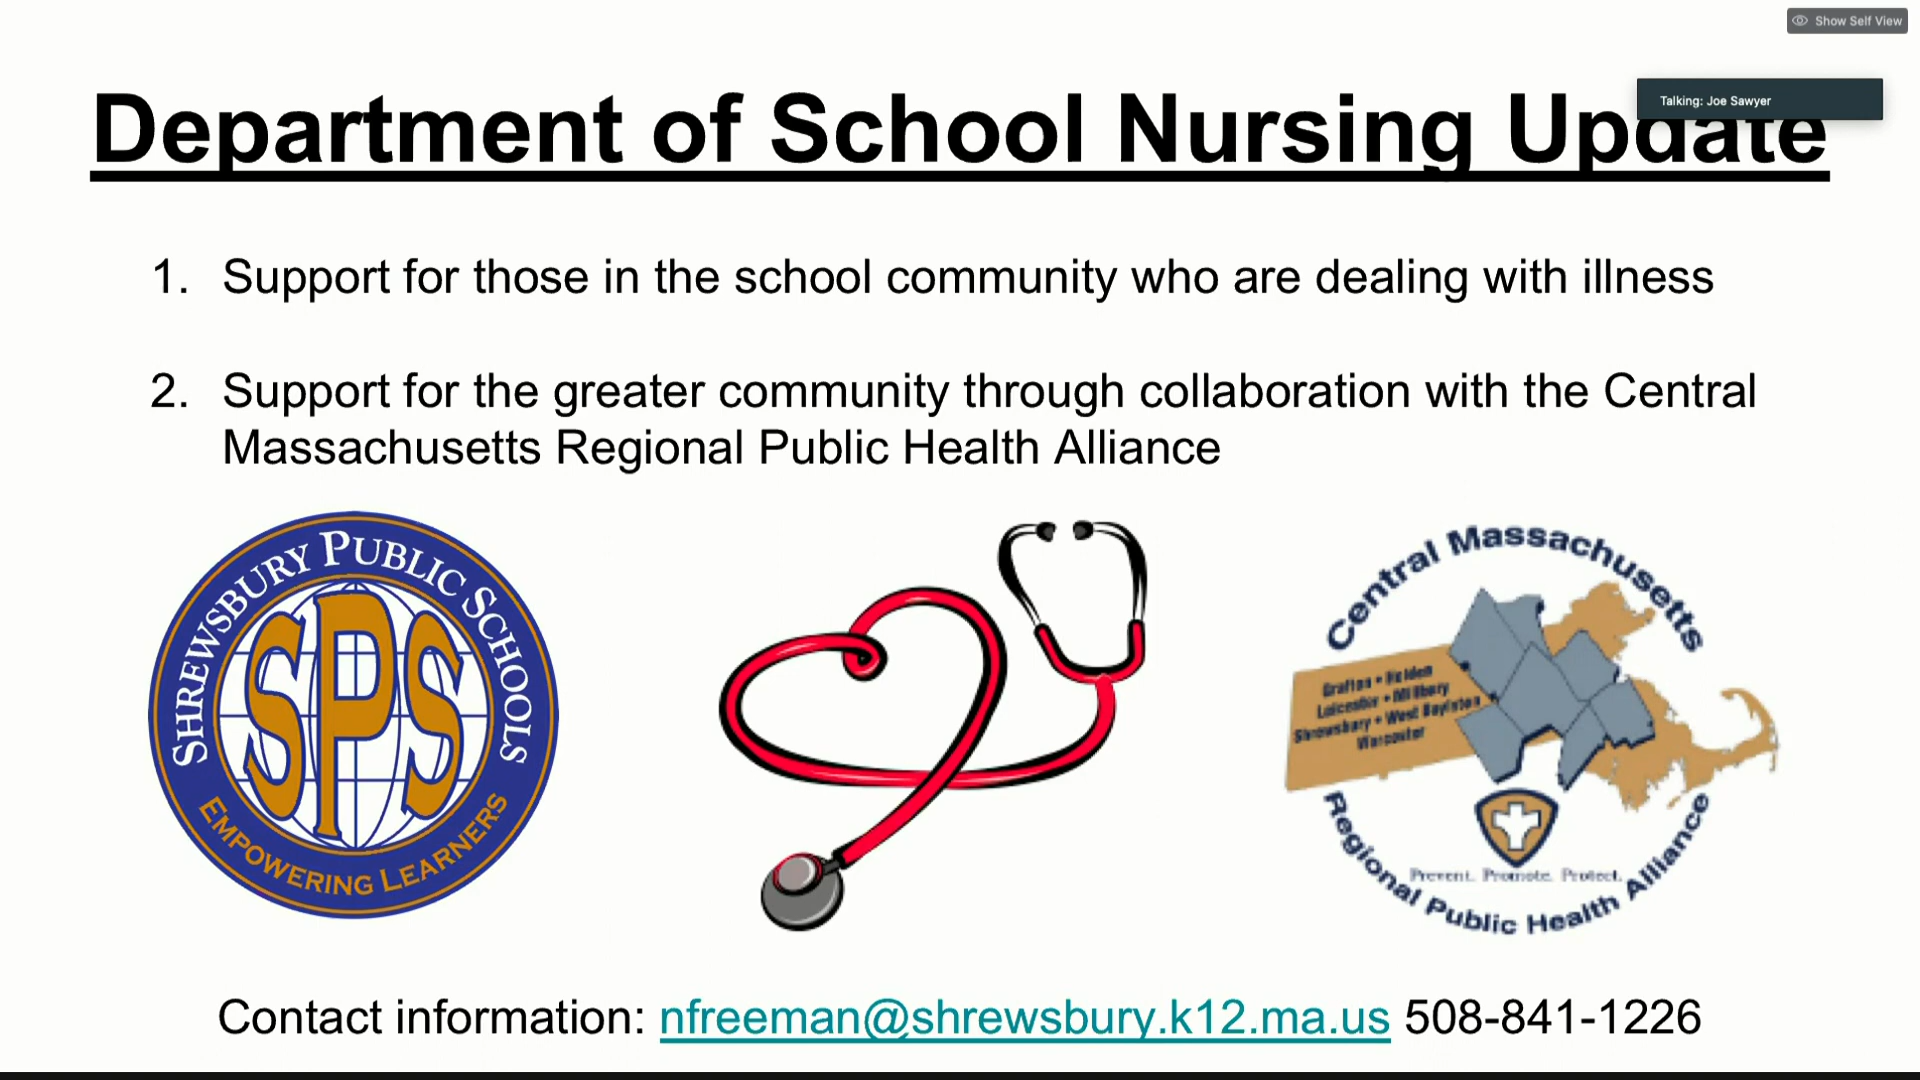 Show Self View
Talking: Joe Sawyer
Department of School Nursing Update
1. Support for those in the school community who are dealing with illness
2. Support for the greater community through collaboration with the Central
Massachusetts Regional Public Health Alliance
SHREWSBURY PUBLIC SCHOOLS
SPS
EMPOWERING LEARNERS
Central Massachusetts
Grafton • Holden
Leicester • Millbury
Shrewsbury • West Boylston
Worcester
Prevent. Promote. Protect.
Regional Public Health Alliance
Contact information: nfreeman@shrewsbury.k12.ma.us 508-841-1226